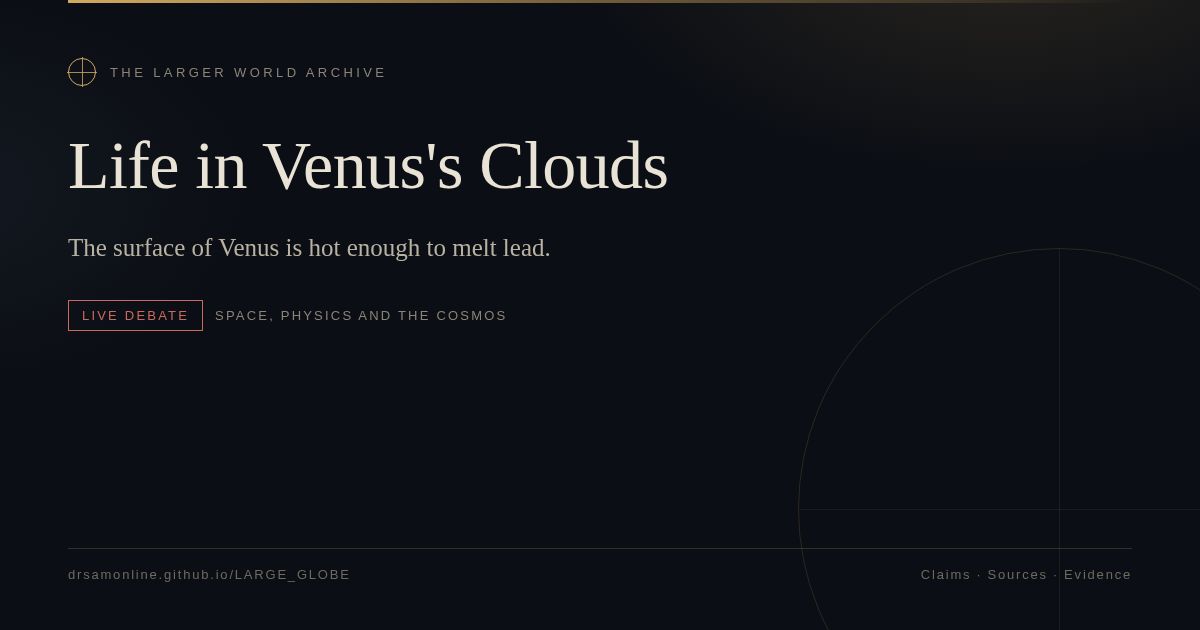 THE LARGER WORLD ARCHIVE
Life in Venus's Clouds
The surface of Venus is hot enough to melt lead.
LIVE DEBATE SPACE, PHYSICS AND THE COSMOS
drsamonline.github.io/LARGE_GLOBE Claims · Sources · Evidence